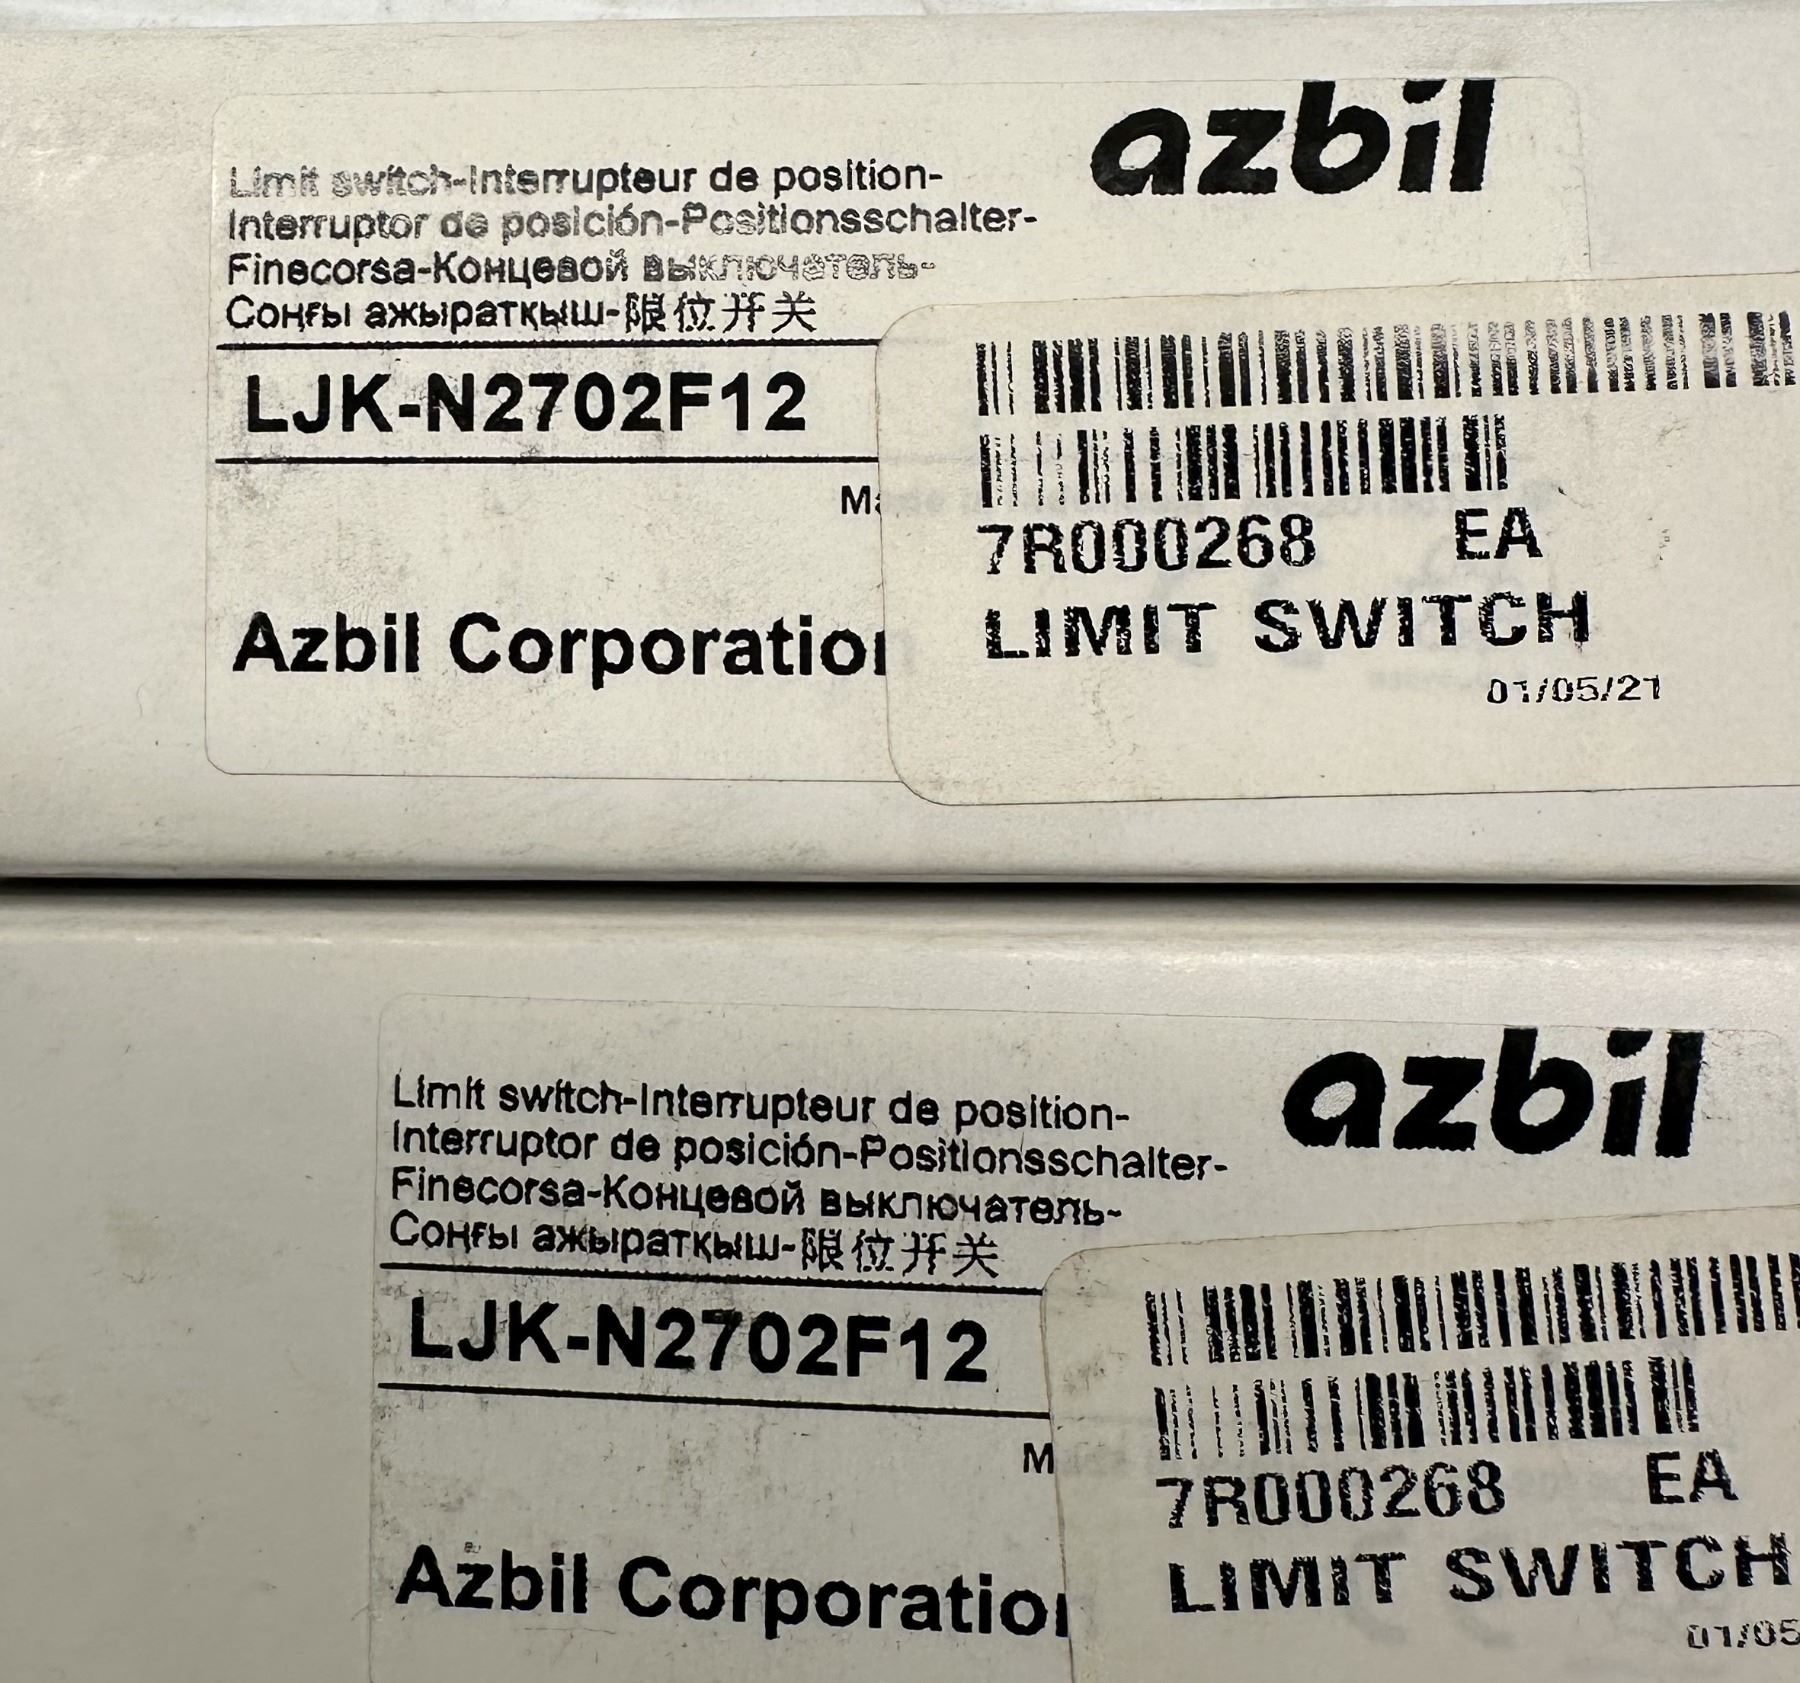 azbil
Limit switch-Interrupteur de position-
Interruptor de posición-Positionsschalter-
Finecorsa-Концевой выключатель-
Соңғы ажыратқыш-限位开关
LJK-N2702F12
7R000268 EA
LIMIT SWITCH
01/05/21
Azbil Corporation
azbil
Limit switch-Interrupteur de position-
Interruptor de posición-Positionsschalter-
Finecorsa-Концевой выключатель-
Соңғы ажыратқыш-限位开关
LJK-N2702F12
7R000268 EA
LIMIT SWITCH
01/05
Azbil Corporation